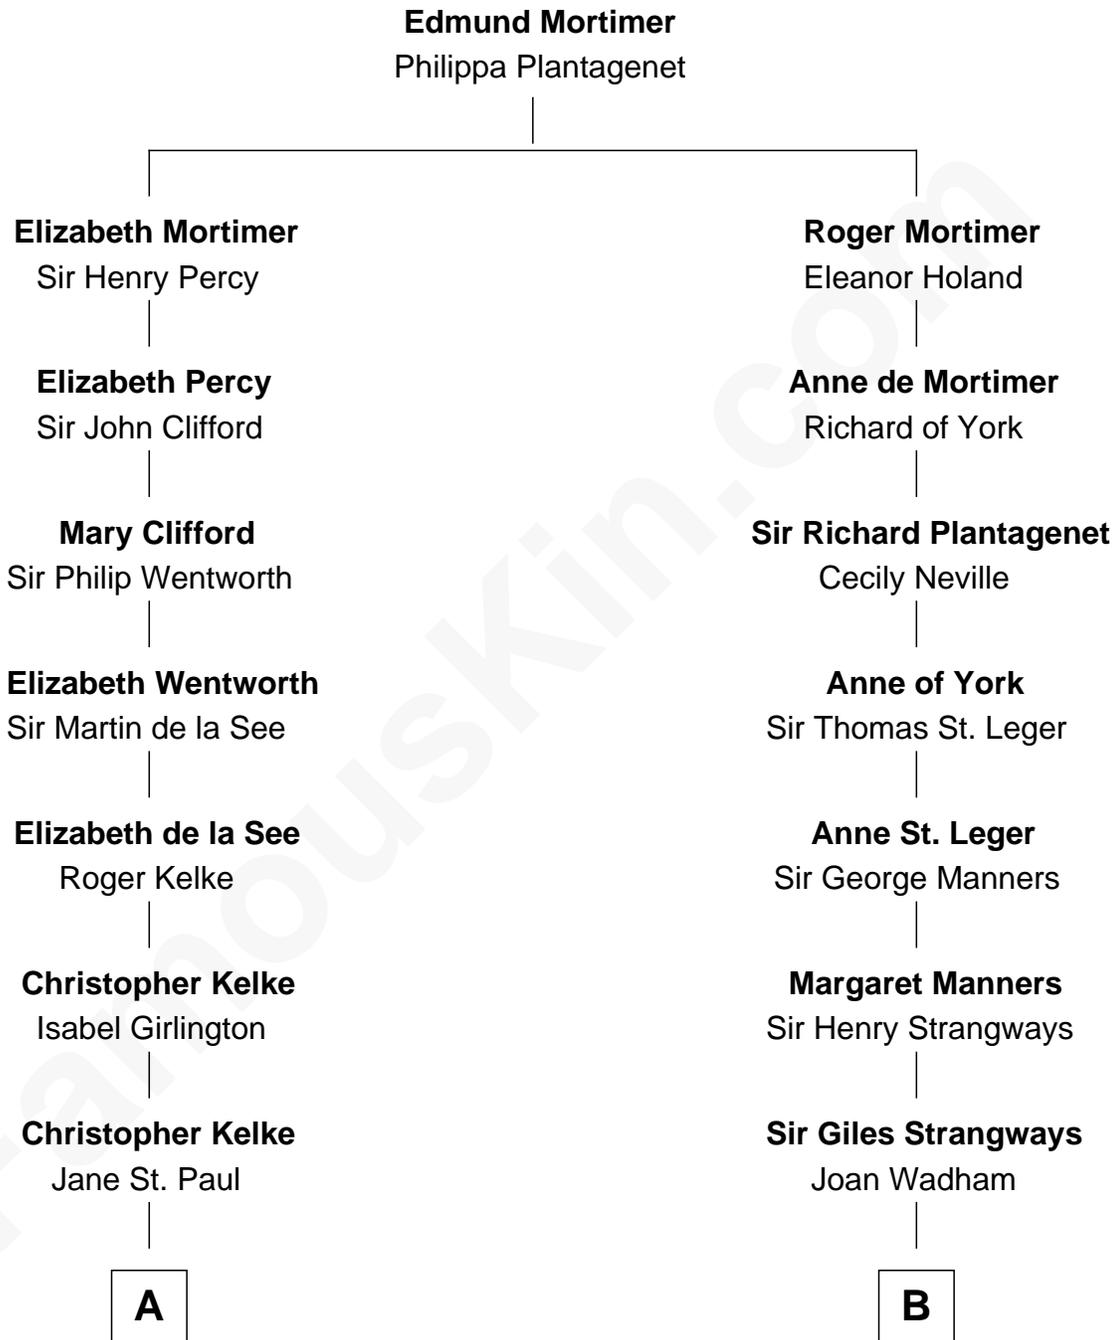 Edmund Mortimer
Philippa Plantagenet
Elizabeth Mortimer
Sir Henry Percy
Roger Mortimer
Eleanor Holand
Elizabeth Percy
Sir John Clifford
Anne de Mortimer
Richard of York
Mary Clifford
Sir Philip Wentworth
Sir Richard Plantagenet
Cecily Neville
Elizabeth Wentworth
Sir Martin de la See
Anne of York
Sir Thomas St. Leger
Elizabeth de la See
Roger Kelke
Anne St. Leger
Sir George Manners
Christopher Kelke
Isabel Girlington
Margaret Manners
Sir Henry Strangways
Christopher Kelke
Jane St. Paul
Sir Giles Strangways
Joan Wadham
A
B
FamousKin.com